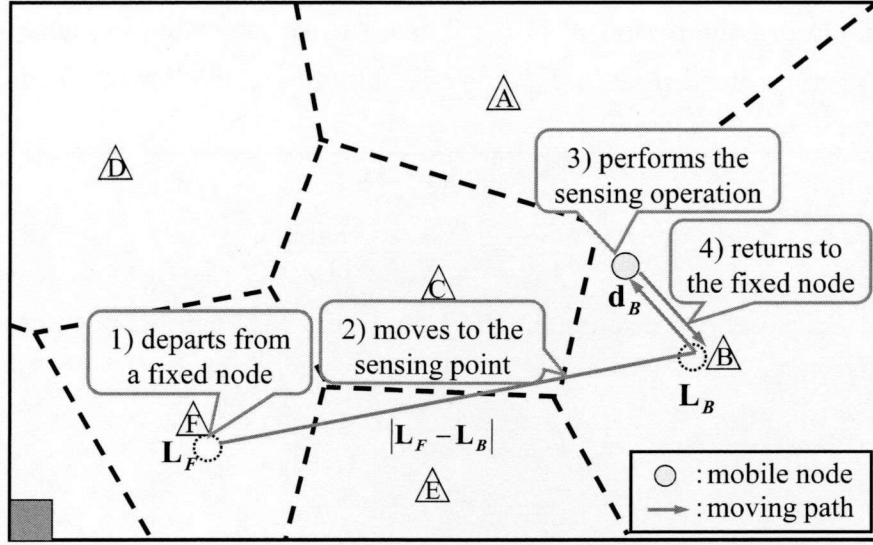 A
D
3) performs the
sensing operation
4) returns to
the fixed node
C
d_B
1) departs from
a fixed node
2) moves to the
sensing point
B
L_B
F
L_F
|L_F − L_B|
E
: mobile node
: moving path